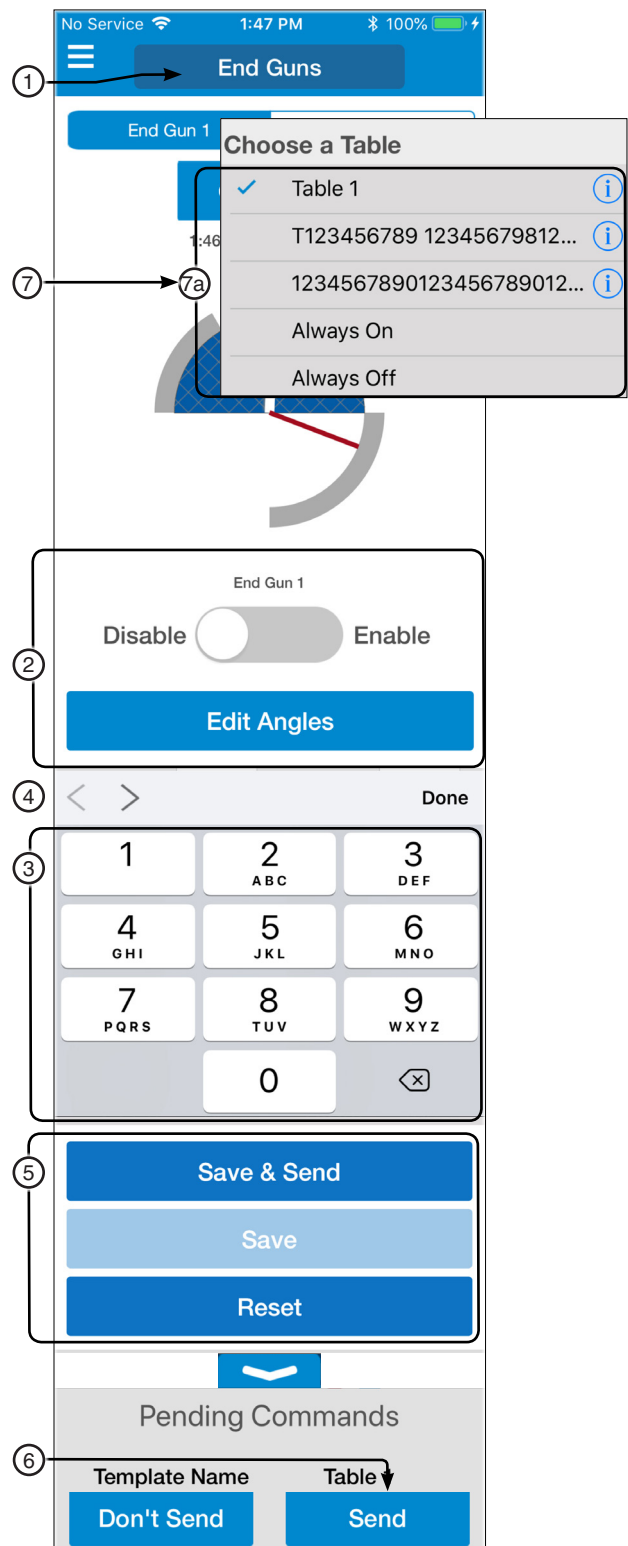 No Service 1:47 PM 100%
1
End Guns
End Gun 1
Choose a Table
Table 1
1:46
T123456789 12345679812...
7
7a
1234567890123456789012...
Always On
Always Off
End Gun 1
2
Disable Enable
Edit Angles
4
Done
3
1 2 3
ABC DEF
4 5 6
GHI JKL MNO
7 8 9
PQRS TUV WXYZ
0
5
Save & Send
Save
Reset
Pending Commands
6
Template Name Table
Don't Send Send